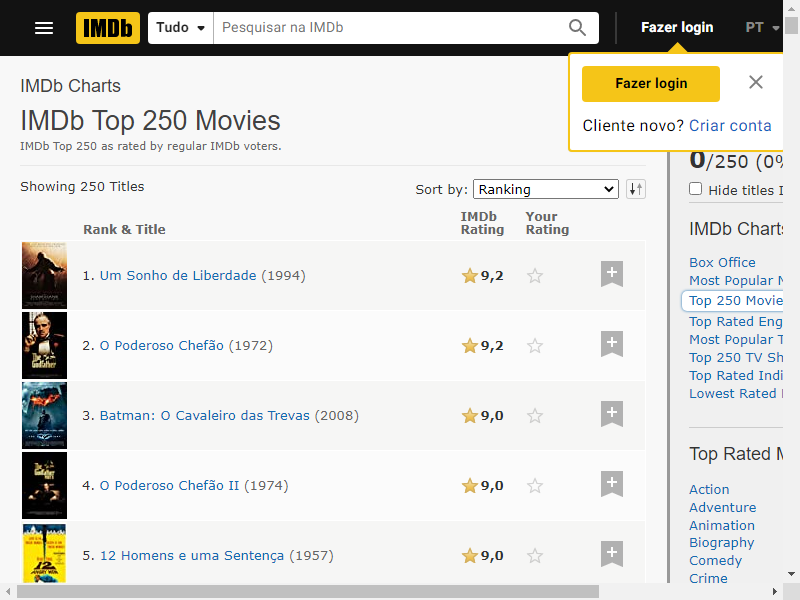 IMDb
Tudo
Pesquisar na IMDb
Fazer login
PT
Fazer login
Cliente novo? Criar conta
IMDb Charts
IMDb Top 250 Movies
IMDb Top 250 as rated by regular IMDb voters.
Showing 250 Titles
Sort by: Ranking
Rank & Title
IMDb Rating
Your Rating
1. Um Sonho de Liberdade (1994)
9,2
2. O Poderoso Chefão (1972)
9,2
3. Batman: O Cavaleiro das Trevas (2008)
9,0
4. O Poderoso Chefão II (1974)
9,0
5. 12 Homens e uma Sentença (1957)
9,0
0/250 (0%
Hide titles I
IMDb Charts
Box Office
Most Popular M
Top 250 Movie
Top Rated Eng
Most Popular T
Top 250 TV Sh
Top Rated Indi
Lowest Rated
Top Rated M
Action
Adventure
Animation
Biography
Comedy
Crime